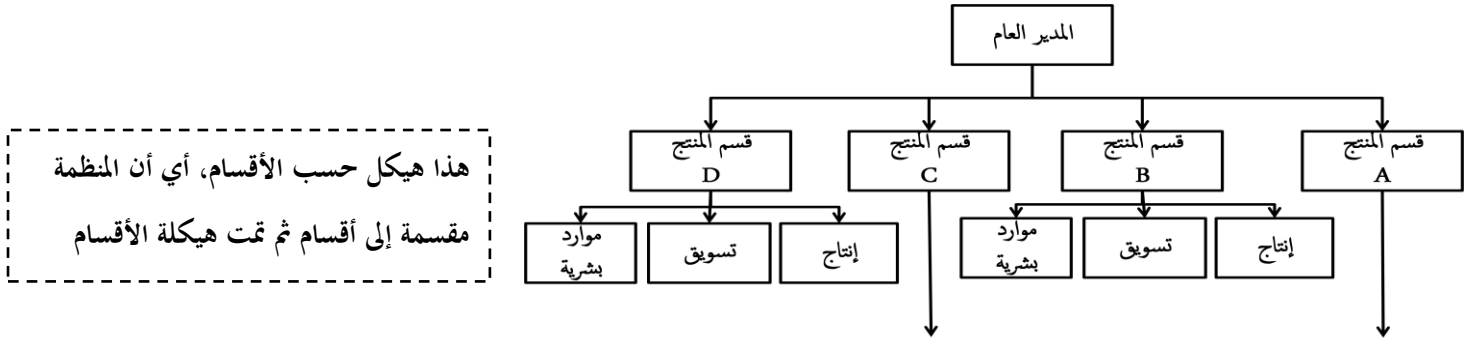 المدير العام
قسم المنتج
A
قسم المنتج
B
قسم المنتج
C
قسم المنتج
D
إنتاج
تسويق
موارد
بشرية
إنتاج
تسويق
موارد
بشرية
هذا هيكل حسب الأقسام، أي أن المنظمة
مقسمة إلى أقسام ثم تمت هيكلة الأقسام